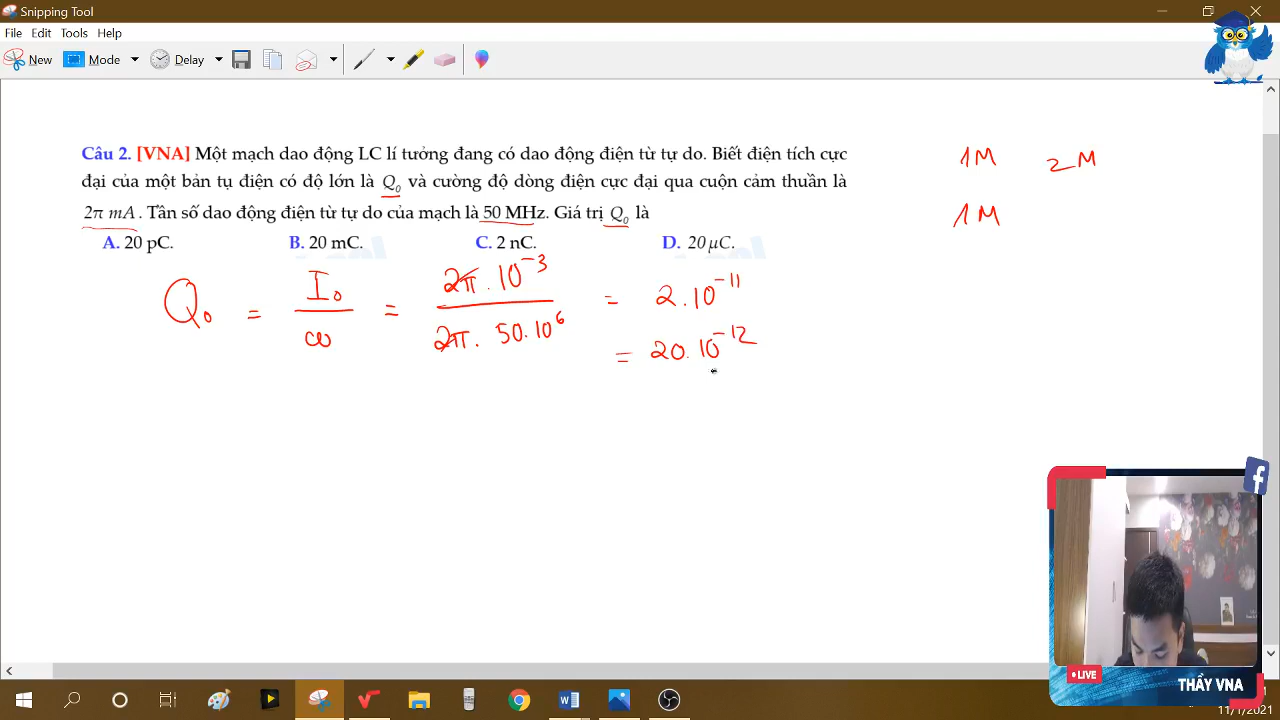 Snipping Tool
File Edit Tools Help
New Mode Delay
Câu 2. [VNA] Một mạch dao động LC lí tưởng đang có dao động điện từ tự do. Biết điện tích cực
đại của một bản tụ điện có độ lớn là Q₀ và cường độ dòng điện cực đại qua cuộn cảm thuần là
2π mA. Tân số dao động điện từ tự do của mạch là 50 MHz. Giá trị Q₀ là
A. 20 pC. B. 20 mC. C. 2 nC. D. 20 μC.
1M 2M
1M
Q₀ = I₀/ω = 2π.10⁻³/2π.50.10⁶ = 2.10⁻¹¹
= 20.10⁻¹²
LIVE
THẦY VNA
11/1/2021